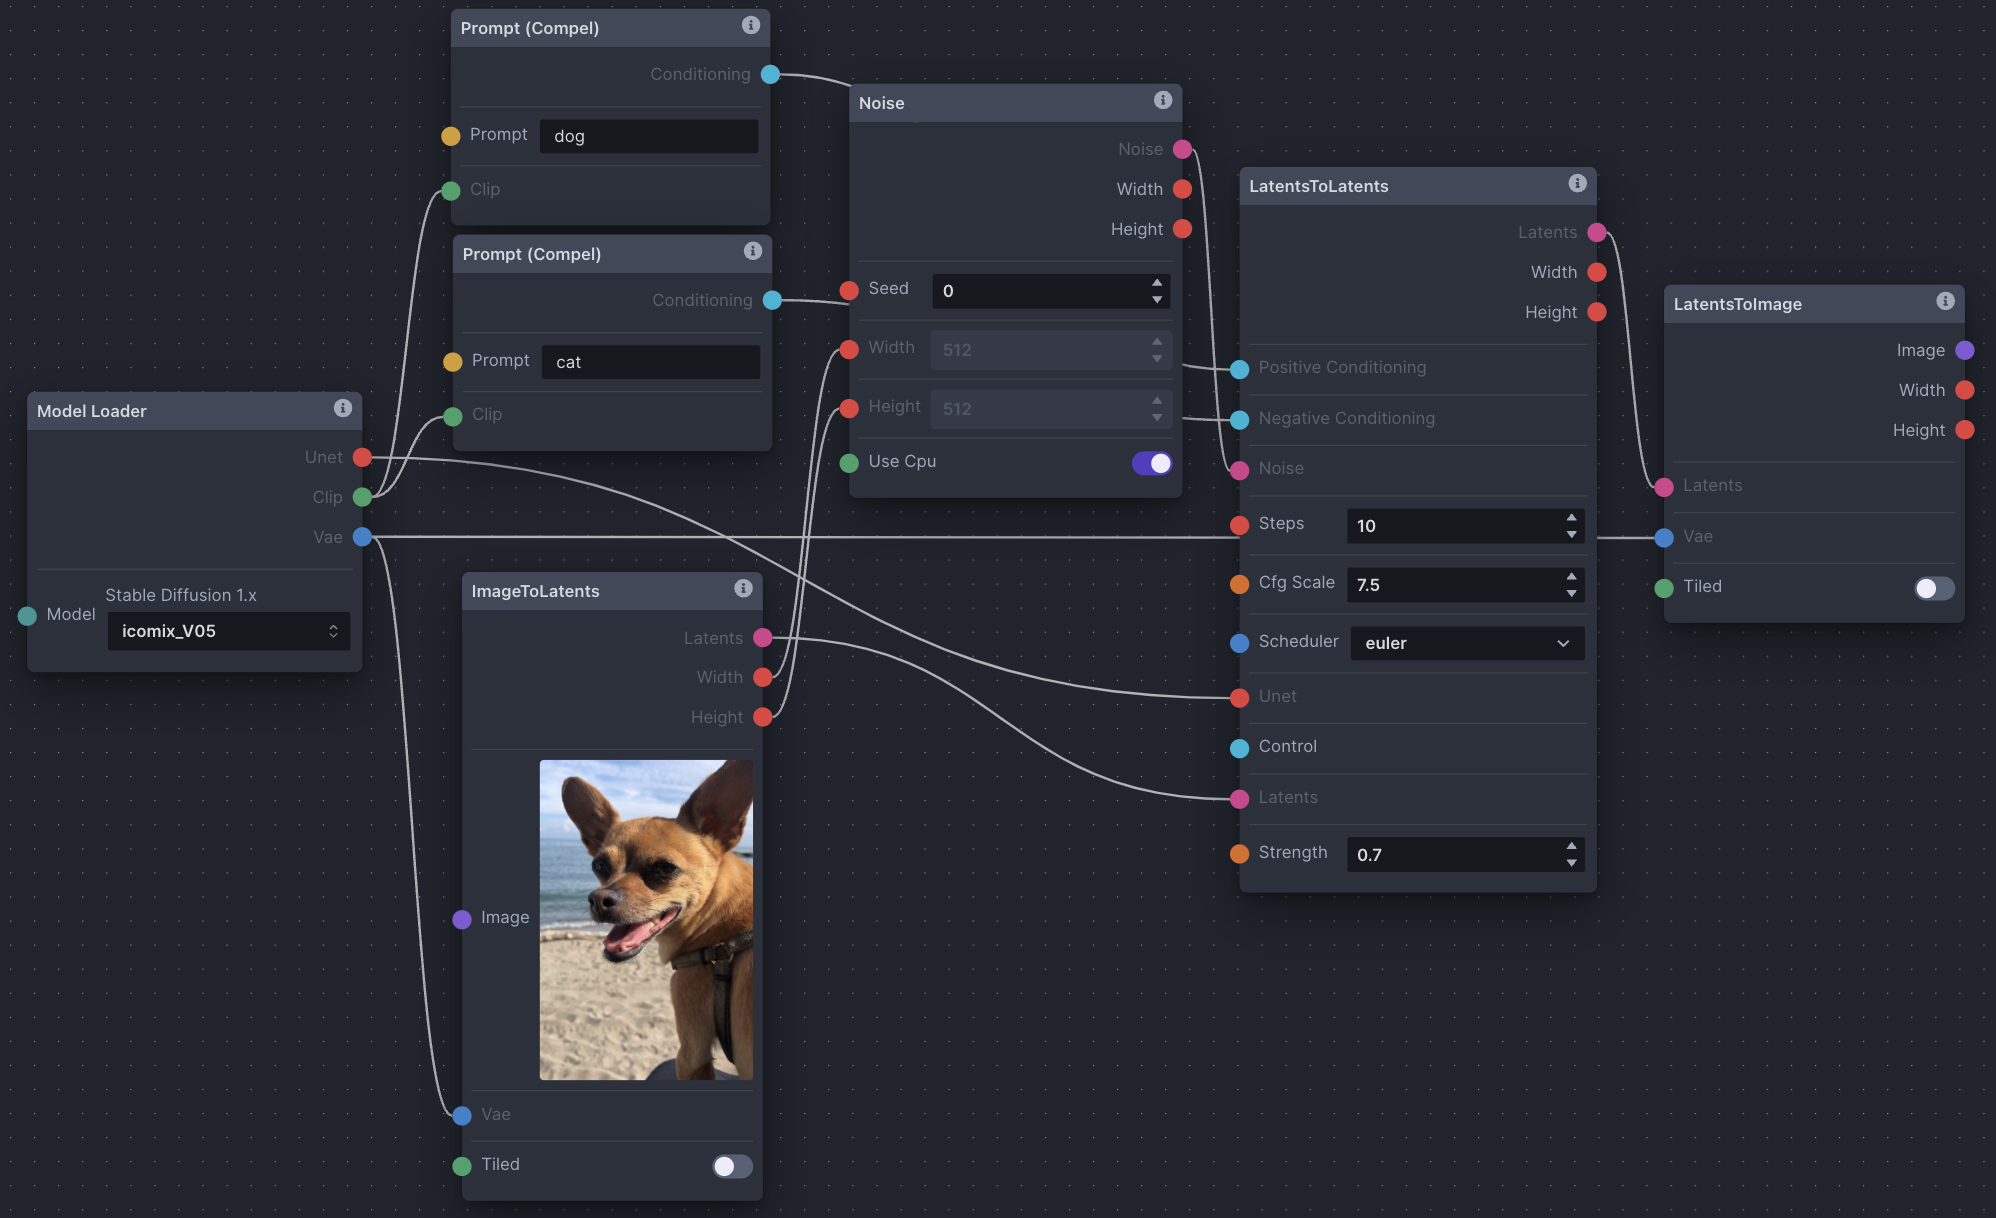 Prompt (Compel)
Conditioning
Prompt dog
Clip
Prompt (Compel)
Conditioning
Prompt cat
Clip
Model Loader
Unet
Clip
Vae
Stable Diffusion 1.x
Model icomix_V05
ImageToLatents
Latents
Width
Height
Image
Vae
Tiled
Noise
Noise
Width
Height
Seed 0
Width 512
Height 512
Use Cpu
LatentsToLatents
Latents
Width
Height
Positive Conditioning
Negative Conditioning
Noise
Steps 10
Cfg Scale 7.5
Scheduler euler
Unet
Control
Latents
Strength 0.7
LatentsToImage
Image
Width
Height
Latents
Vae
Tiled